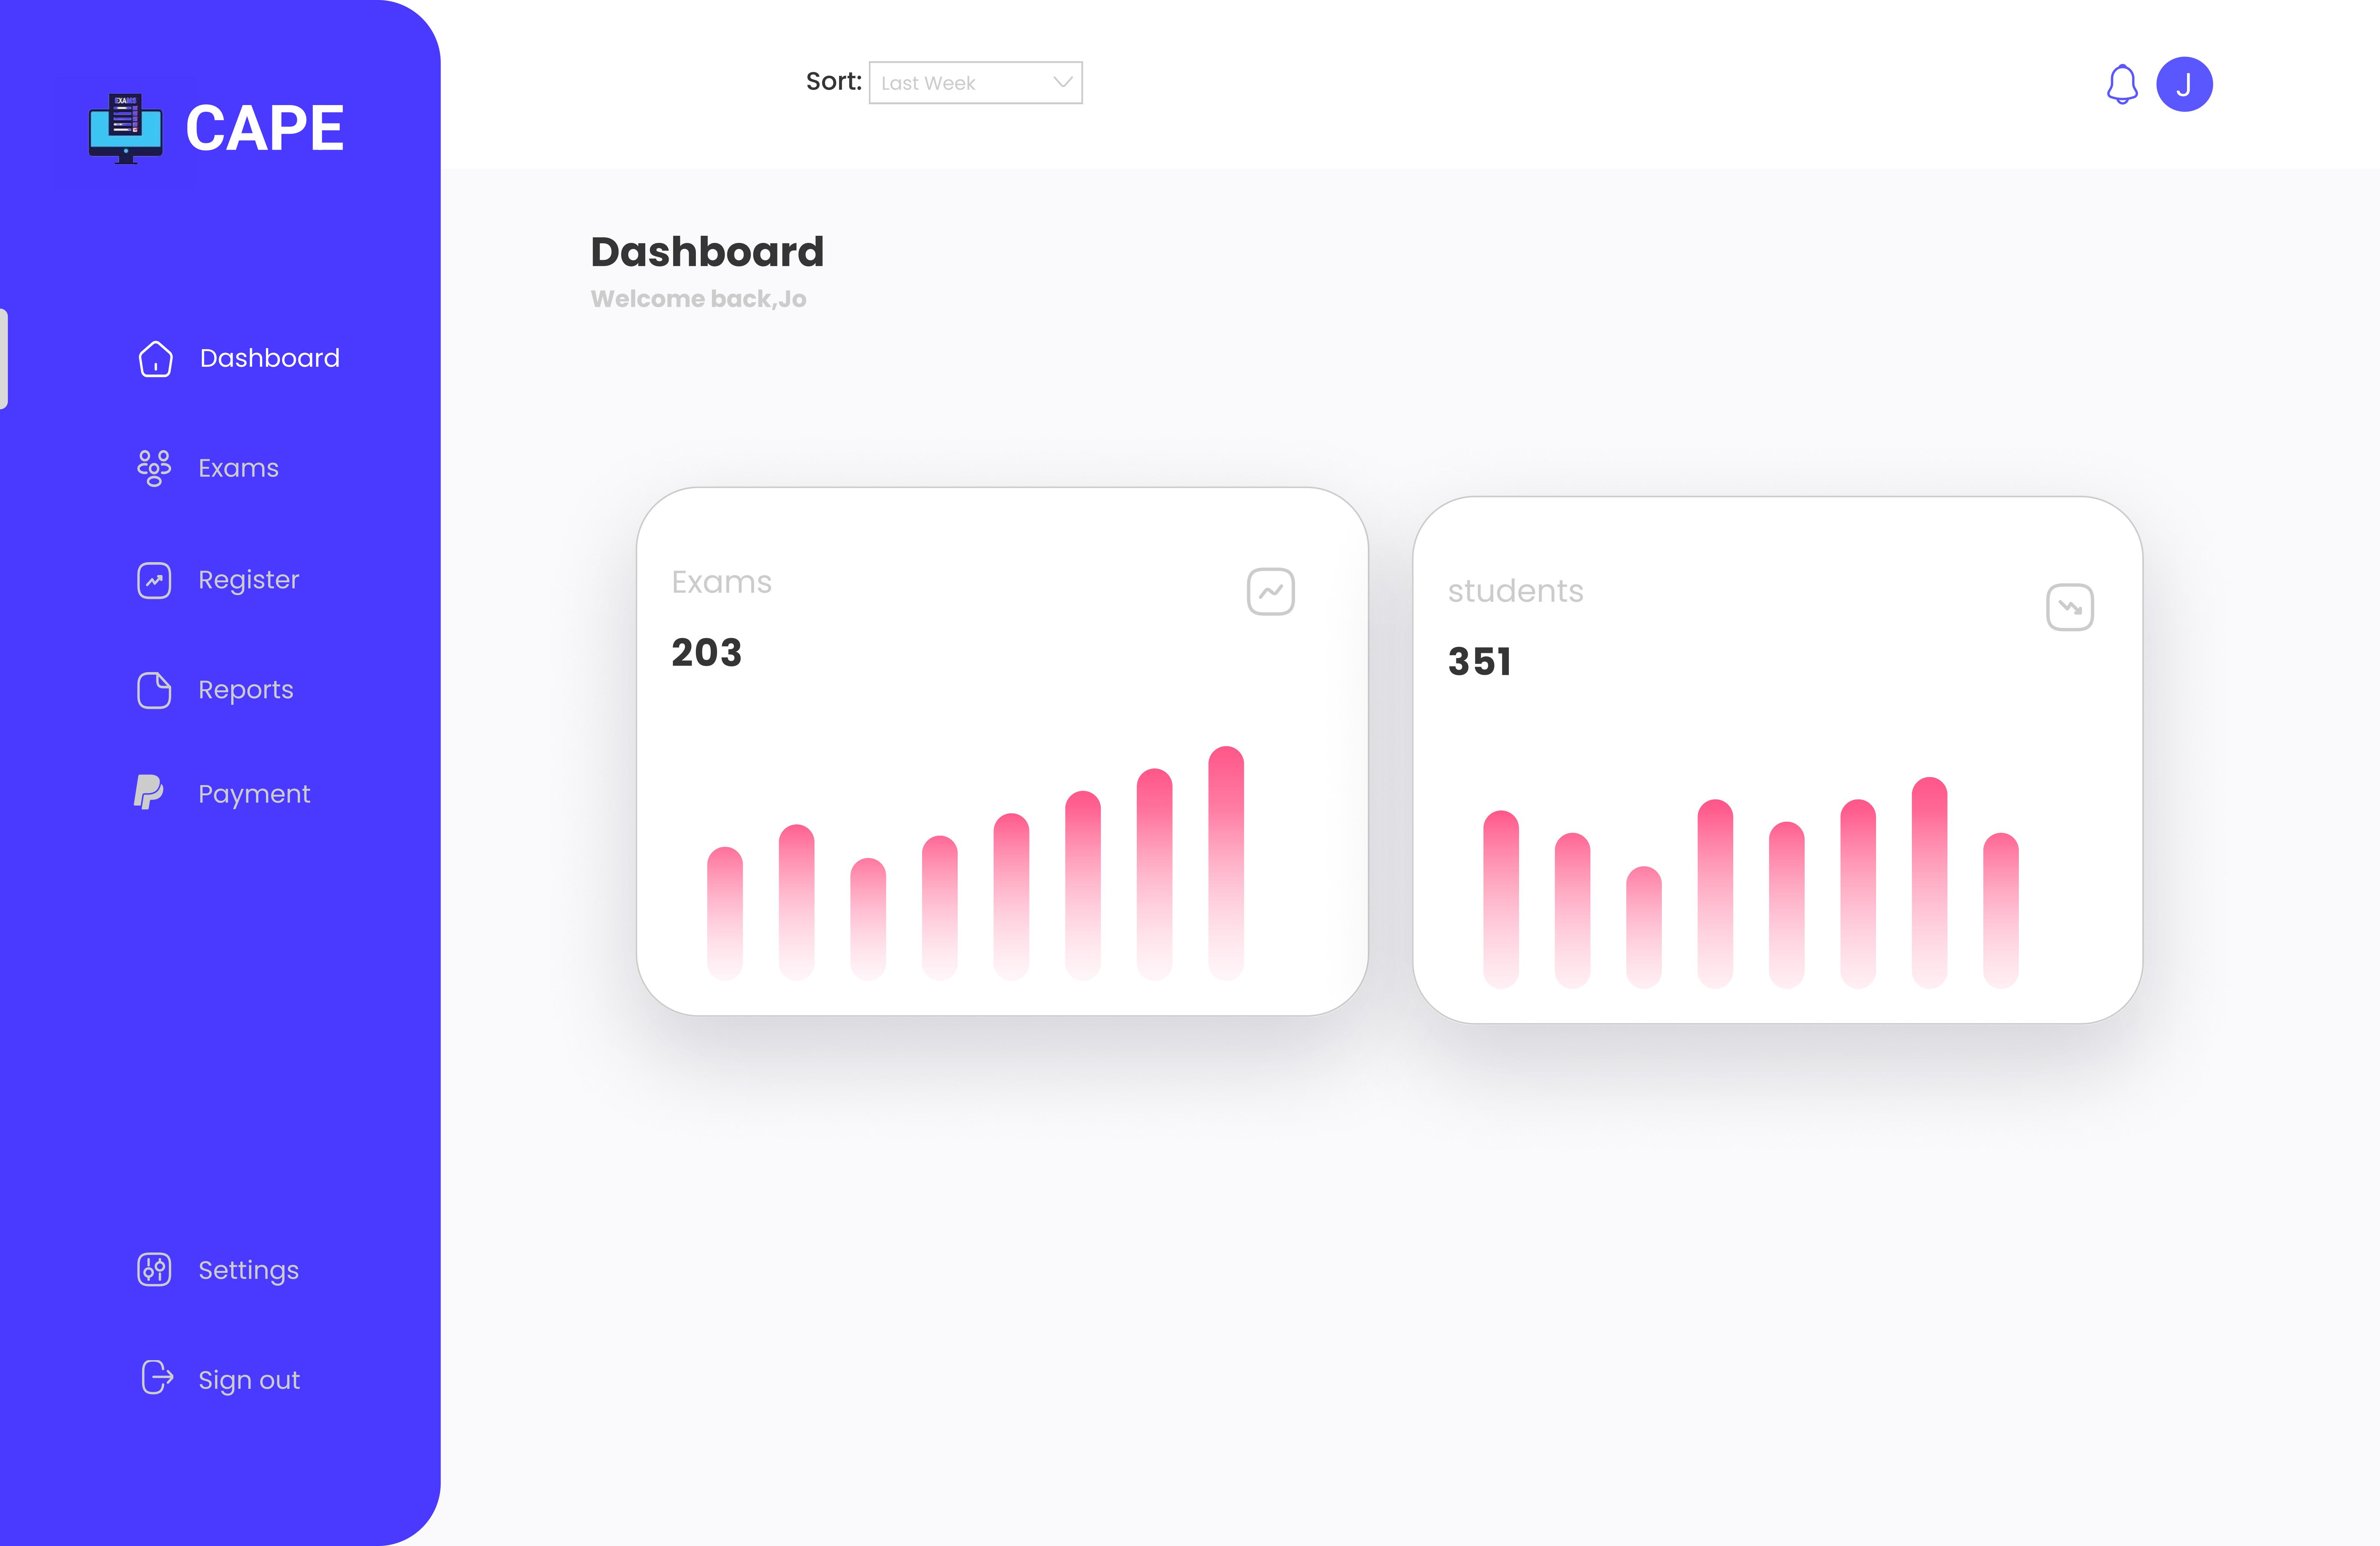 EXAMS
CAPE
Sort: Last Week
J
Dashboard
Welcome back,Jo
Dashboard
Exams
Register
Reports
Payment
Settings
Sign out
Exams
203
students
351